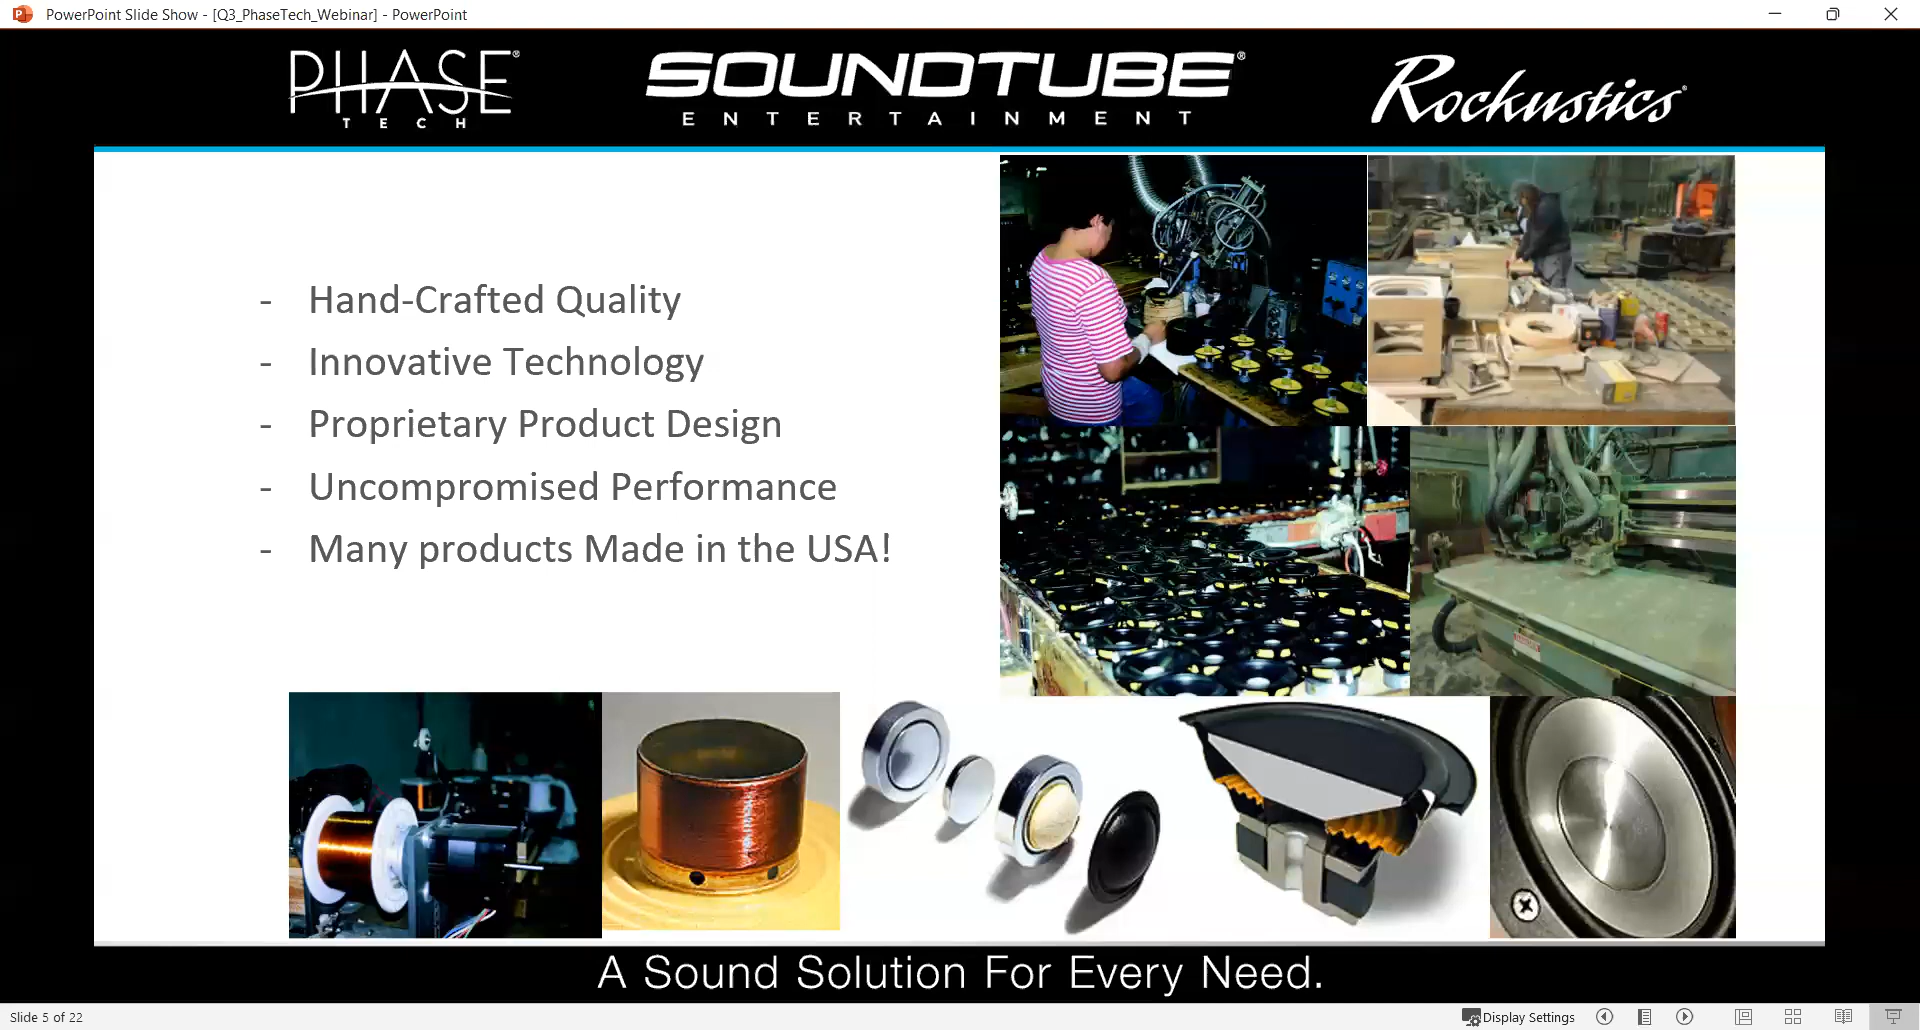 PowerPoint Slide Show - [Q3_PhaseTech_Webinar] - PowerPoint
PHASE®
TECH
SOUNDTUBE®
ENTERTAINMENT
Rockustics®
- Hand-Crafted Quality
- Innovative Technology
- Proprietary Product Design
- Uncompromised Performance
- Many products Made in the USA!
A Sound Solution For Every Need.
Slide 5 of 22
Display Settings